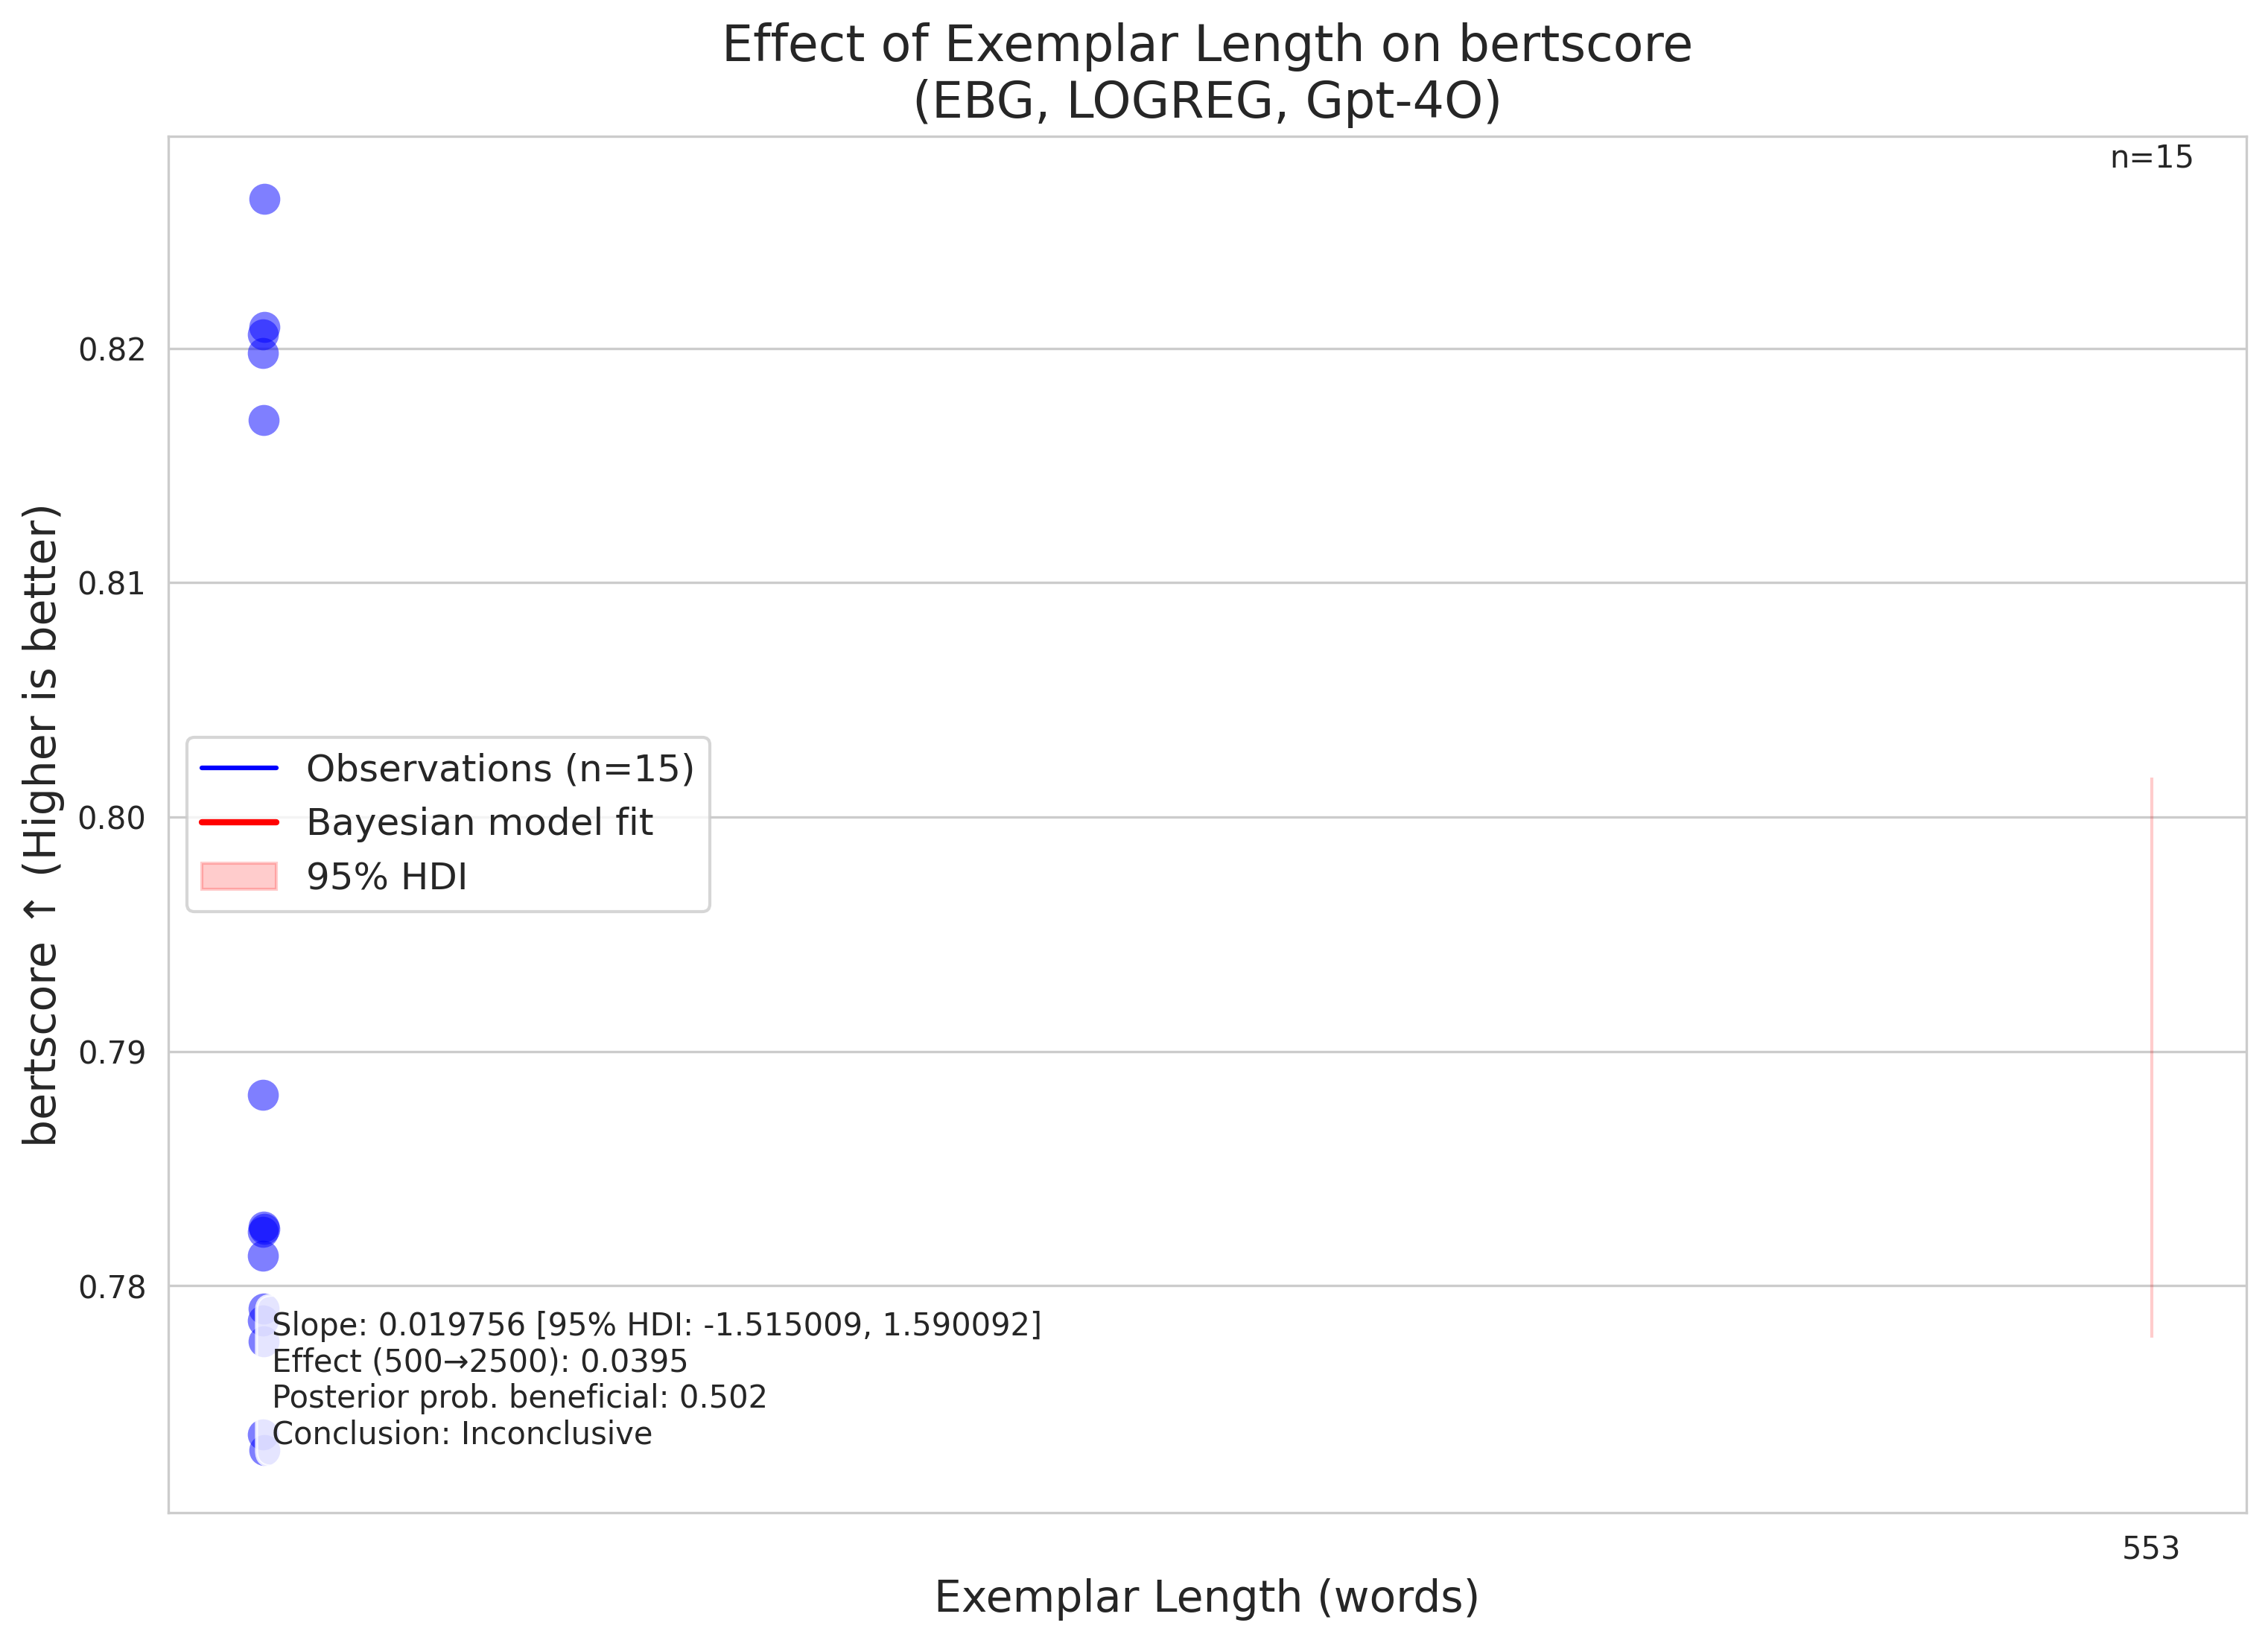 Effect of Exemplar Length on bertscore
(EBG, LOGREG, Gpt-4O)
n=15
bertscore ↑ (Higher is better)
0.82
0.81
0.80
0.79
0.78
Observations (n=15)
Bayesian model fit
95% HDI
Slope: 0.019756 [95% HDI: -1.515009, 1.590092]
Effect (500→2500): 0.0395
Posterior prob. beneficial: 0.502
Conclusion: Inconclusive
553
Exemplar Length (words)